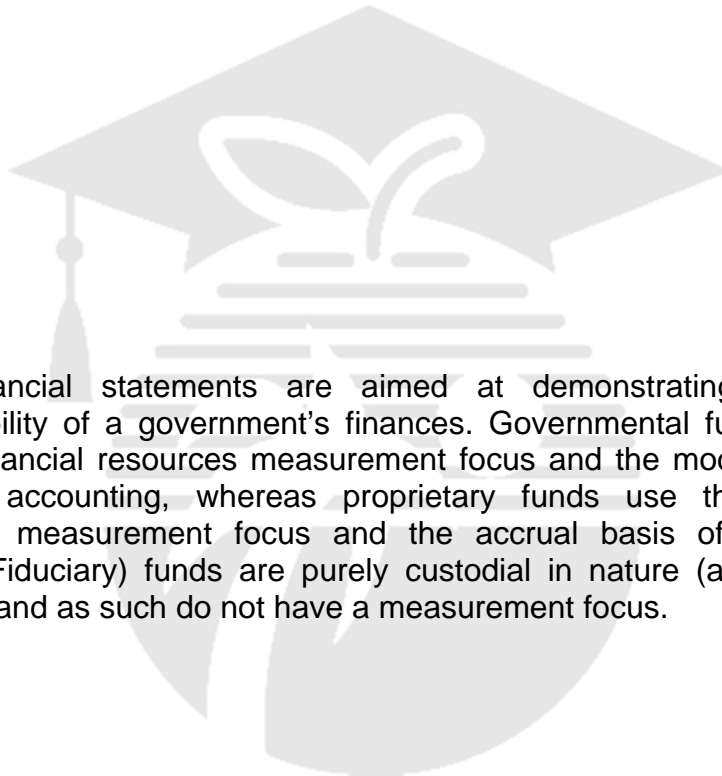 ancial statements are aimed at demonstrating
bility of a government’s finances. Governmental fu
ancial resources measurement focus and the mod
accounting, whereas proprietary funds use th
measurement focus and the accrual basis of
Fiduciary) funds are purely custodial in nature (a
and as such do not have a measurement focus.